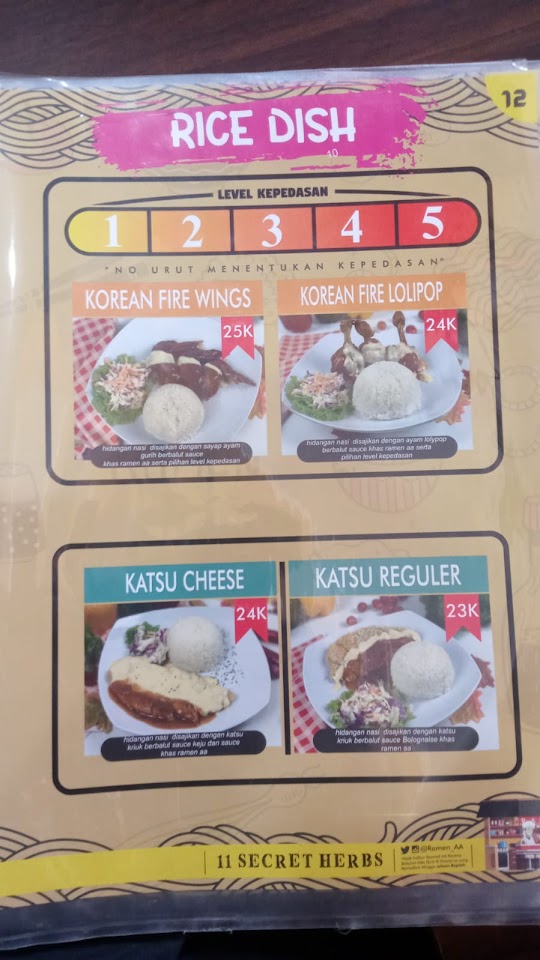 12
RICE DISH
10
LEVEL KEPEDASAN
1 2 3 4 5
"NO URUT MENENTUKAN KEPEDASAN"
KOREAN FIRE WINGS
25K
hidangan nasi disajikan dengan sayap ayam
gurih berbalut sauce
khas ramen aa serta pilihan level kepedasan
KOREAN FIRE LOLIPOP
24K
hidangan nasi disajikan dengan ayam lolypop
berbalut sauce khas ramen aa serta
pilihan level kepedasan
KATSU CHEESE
24K
hidangan nasi disajikan dengan katsu
kriuk berbalut sauce keju dan sauce
khas ramen aa
KATSU REGULER
23K
hidangan nasi disajikan dengan katsu
kriuk berbalut sauce Bolognaise khas
ramen aa
11 SECRET HERBS
@Ramen_AA